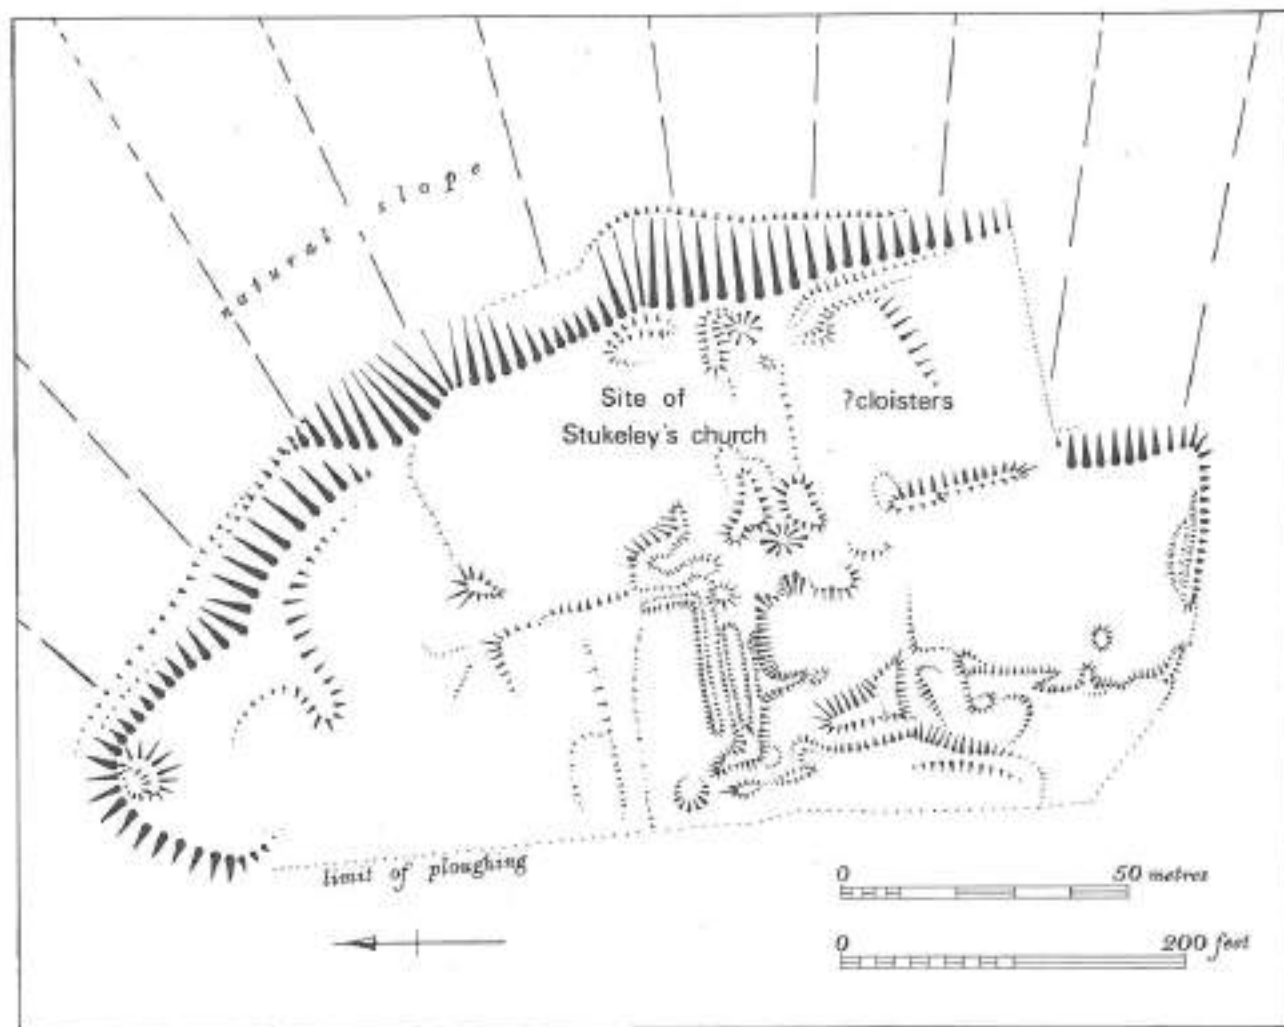 natural slope
Site of
Stukeley's church
?cloisters
limit of ploughing
0 50 metres
0 200 feet